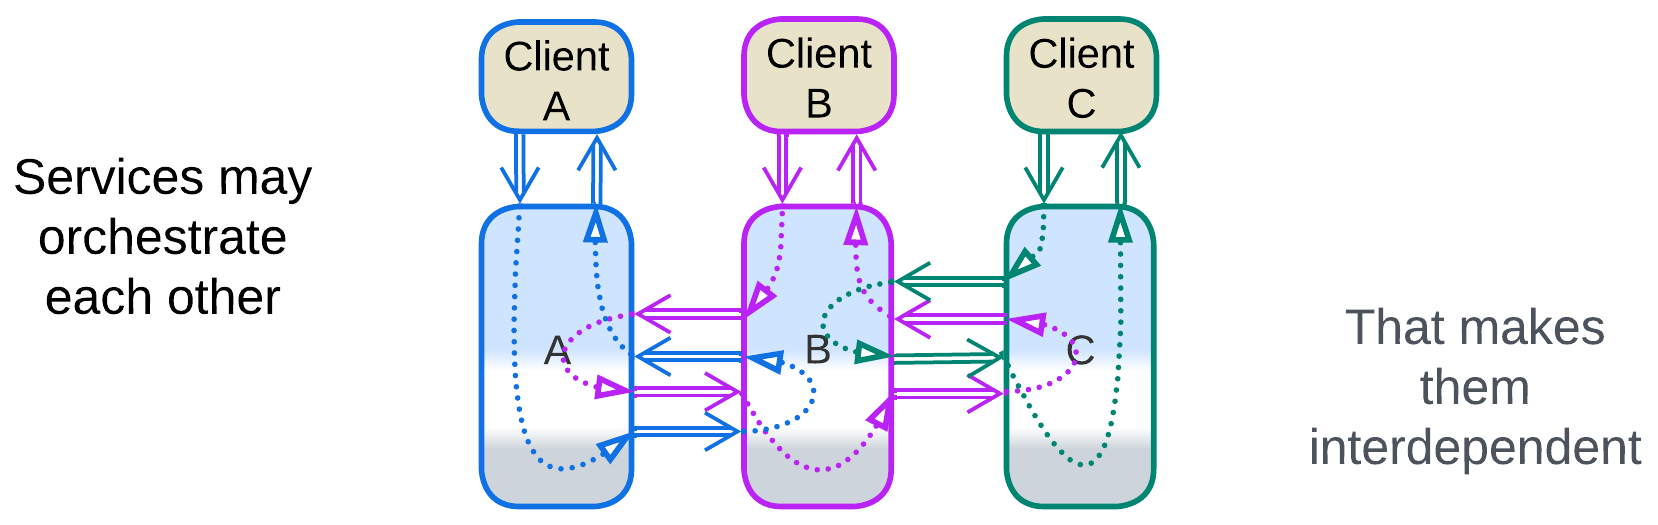 Client
A
Client
B
Client
C
Services may
orchestrate
each other
A
B
C
That makes
them
interdependent